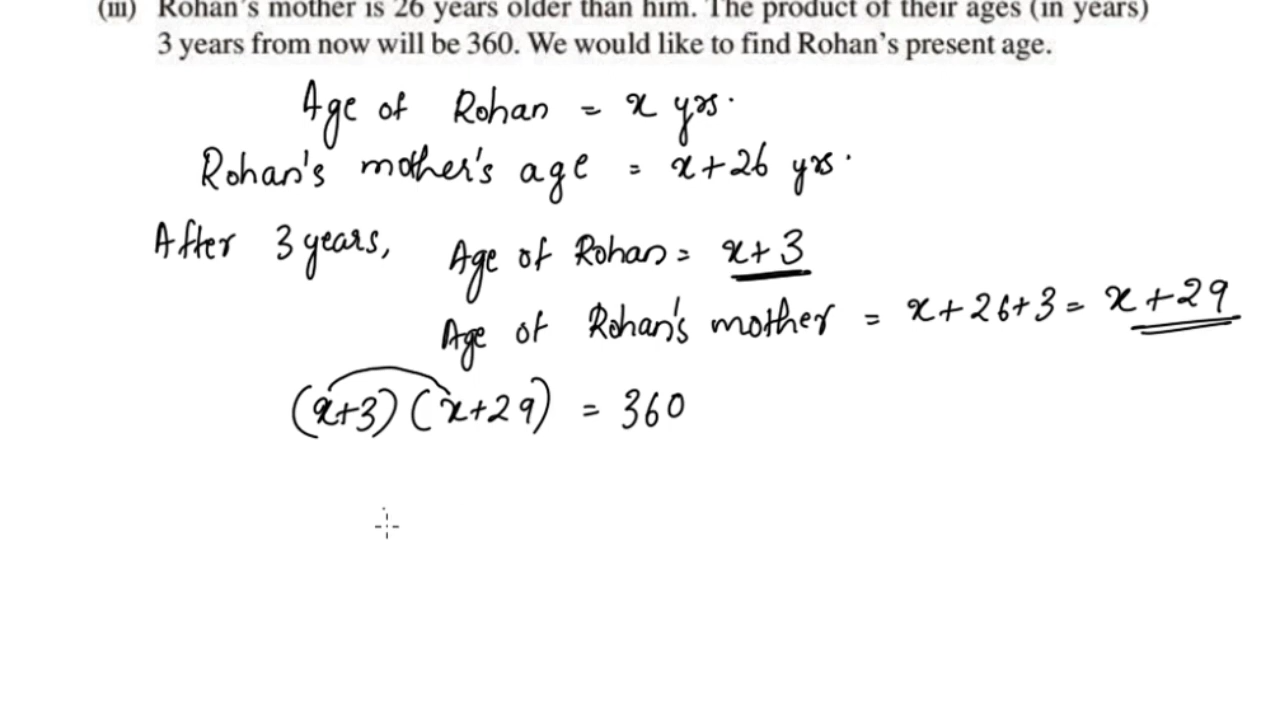 (iii) Rohan's mother is 26 years older than him. The product of their ages (in years)
3 years from now will be 360. We would like to find Rohan's present age.
Age of Rohan = x yrs.
Rohan's mother's age = x+26 yrs.
After 3 years, Age of Rohan = x+3
Age of Rohan's mother = x+26+3 = x+29
(x+3) (x+29) = 360